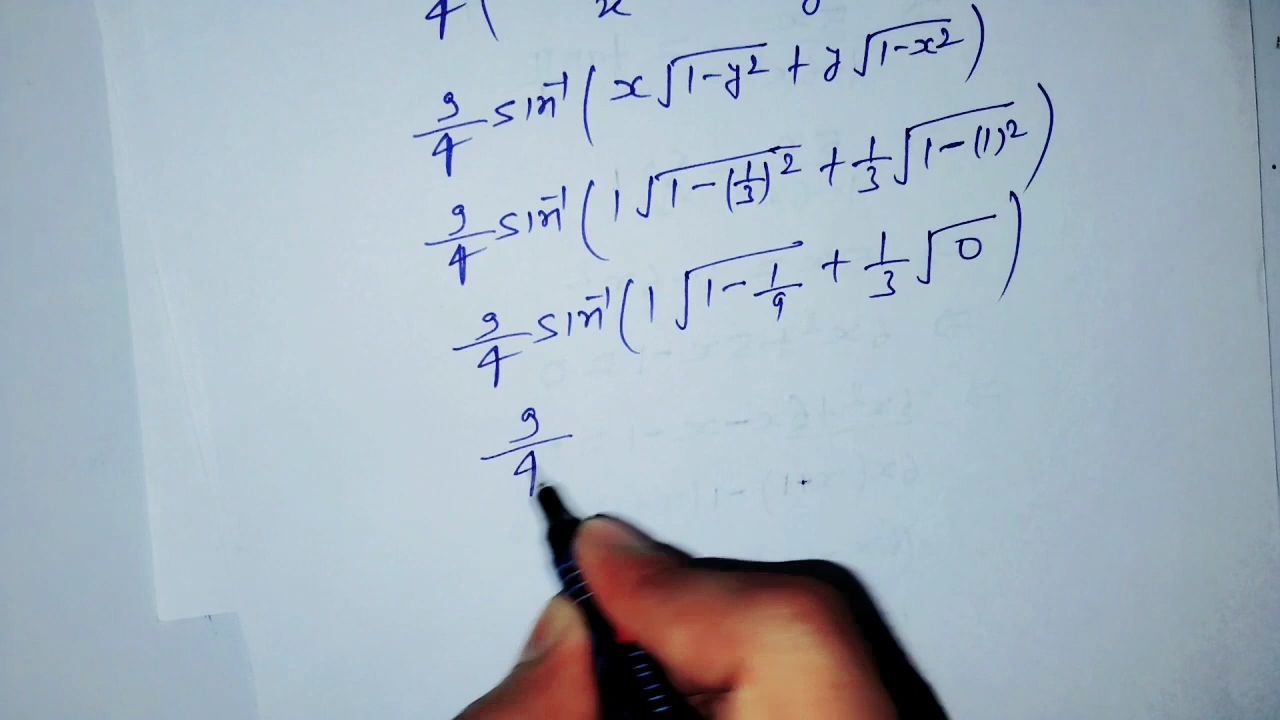 4( x y
9/4 sin⁻¹(x√(1-y²) + y√(1-x²))
9/4 sin⁻¹(1√(1-(1/3)²) + 1/3√(1-(1)²))
9/4 sin⁻¹(1√(1-1/9) + 1/3√0)
9/4